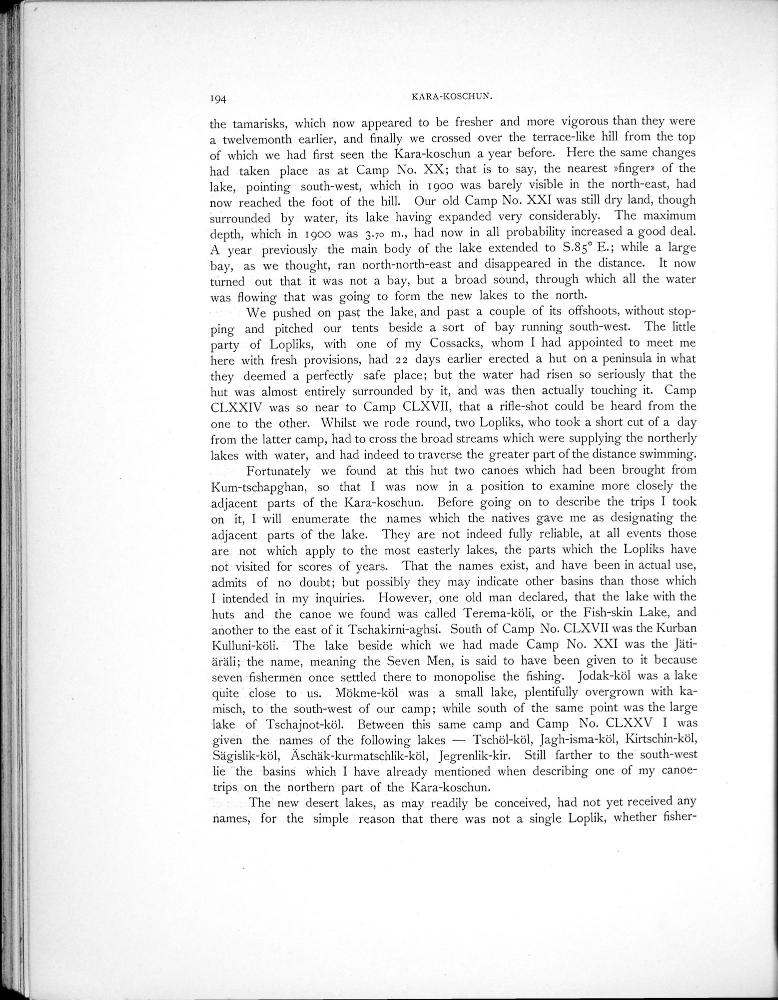 194
KARA-KOSCHUN.
the tamarisks, which now appeared to be fresher and more vigorous than they were
a twelvemonth earlier, and finally we crossed over the terrace-like hill from the top
of which we had first seen the Kara-koschun a year before. Here the same changes
had taken place as at Camp No. XX; that is to say, the nearest »finger» of the
lake, pointing south-west, which in 1900 was barely visible in the north-east, had
now reached the foot of the hill. Our old Camp No. XXI was still dry land, though
surrounded by water, its lake having expanded very considerably. The maximum
depth, which in 1900 was 3.70 m., had now in all probability increased a good deal.
A year previously the main body of the lake extended to S.85° E.; while a large
bay, as we thought, ran north-north-east and disappeared in the distance. It now
turned out that it was not a bay, but a broad sound, through which all the water
was flowing that was going to form the new lakes to the north.
We pushed on past the lake, and past a couple of its offshoots, without stop-
ping and pitched our tents beside a sort of bay running south-west. The little
party of Lopliks, with one of my Cossacks, whom I had appointed to meet me
here with fresh provisions, had 22 days earlier erected a hut on a peninsula in what
they deemed a perfectly safe place; but the water had risen so seriously that the
hut was almost entirely surrounded by it, and was then actually touching it. Camp
CLXXIV was so near to Camp CLXVII, that a rifle-shot could be heard from the
one to the other. Whilst we rode round, two Lopliks, who took a short cut of a day
from the latter camp, had to cross the broad streams which were supplying the northerly
lakes with water, and had indeed to traverse the greater part of the distance swimming.
Fortunately we found at this hut two canoes which had been brought from
Kum-tschapghan, so that I was now in a position to examine more closely the
adjacent parts of the Kara-koschun. Before going on to describe the trips I took
on it, I will enumerate the names which the natives gave me as designating the
adjacent parts of the lake. They are not indeed fully reliable, at all events those
are not which apply to the most easterly lakes, the parts which the Lopliks have
not visited for scores of years. That the names exist, and have been in actual use,
admits of no doubt; but possibly they may indicate other basins than those which
I intended in my inquiries. However, one old man declared, that the lake with the
huts and the canoe we found was called Terema-köli, or the Fish-skin Lake, and
another to the east of it Tschakirni-aghsi. South of Camp No. CLXVII was the Kurban
Kulluni-köli. The lake beside which we had made Camp No. XXI was the Jäti-
äräli; the name, meaning the Seven Men, is said to have been given to it because
seven fishermen once settled there to monopolise the fishing. Jodak-köl was a lake
quite close to us. Mökme-köl was a small lake, plentifully overgrown with ka-
misch, to the south-west of our camp; while south of the same point was the large
lake of Tschajnot-köl. Between this same camp and Camp No. CLXXV I was
given the names of the following lakes — Tschöl-köl, Jagh-isma-köl, Kirtschin-köl,
Sägislik-köl, Äschäk-kurmatschlik-köl, Jegrenlik-kir. Still farther to the south-west
lie the basins which I have already mentioned when describing one of my canoe-
trips on the northern part of the Kara-koschun.
The new desert lakes, as may readily be conceived, had not yet received any
names, for the simple reason that there was not a single Loplik, whether fisher-